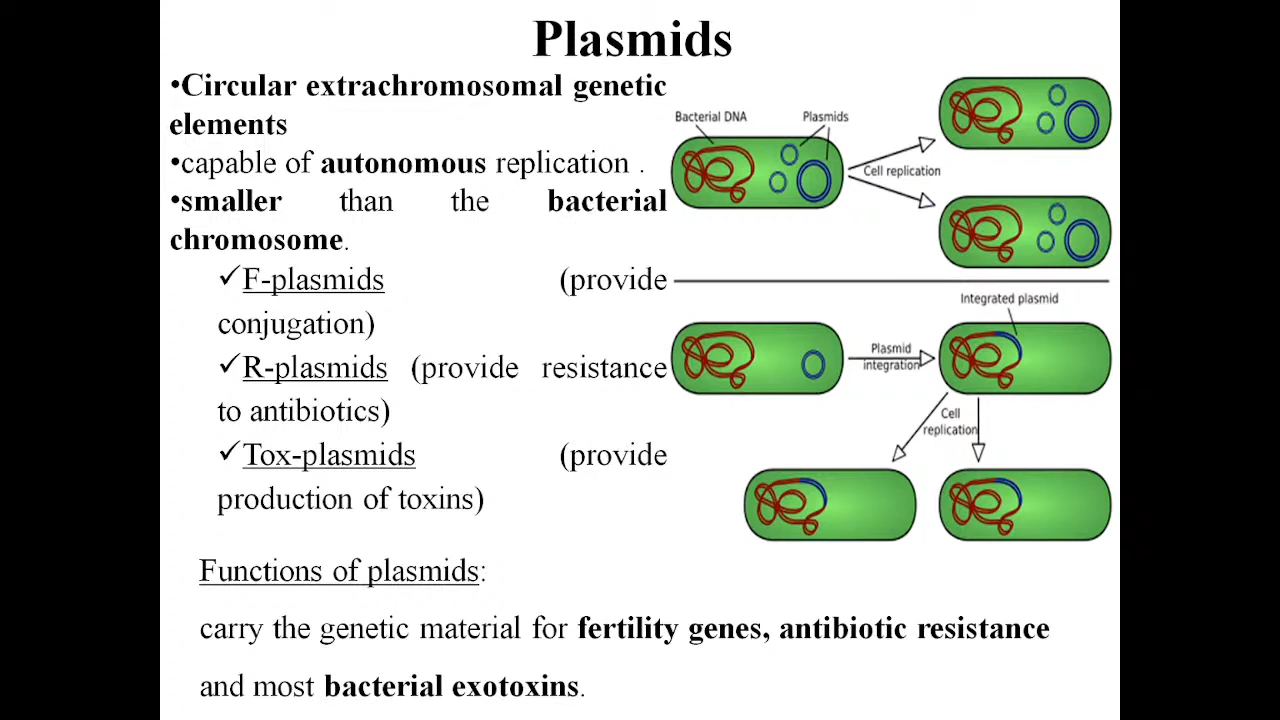 Plasmids
•Circular extrachromosomal genetic
elements
•capable of autonomous replication .
•smaller than the bacterial
chromosome.
✓F-plasmids (provide
conjugation)
✓R-plasmids (provide resistance
to antibiotics)
✓Tox-plasmids (provide
production of toxins)
Bacterial DNA
Plasmids
Cell replication
Integrated plasmid
Plasmid
integration
Cell
replication
Functions of plasmids:
carry the genetic material for fertility genes, antibiotic resistance
and most bacterial exotoxins.